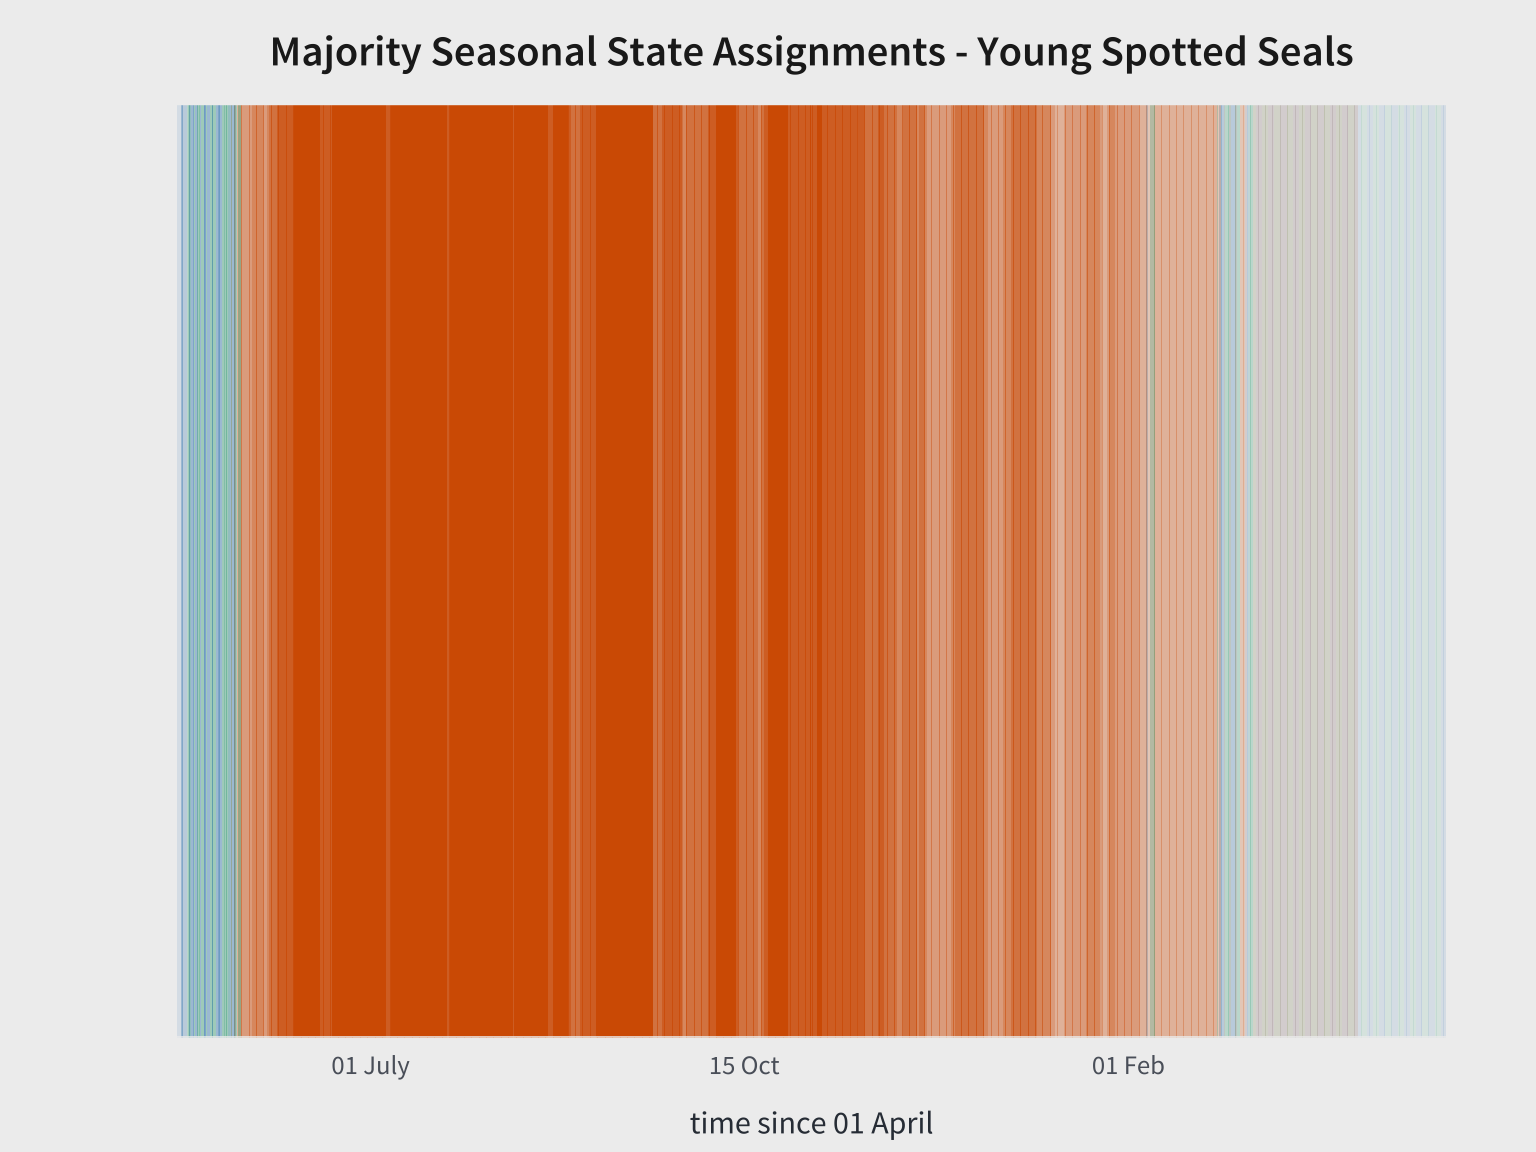 Majority Seasonal State Assignments - Young Spotted Seals
01 July
15 Oct
01 Feb
time since 01 April